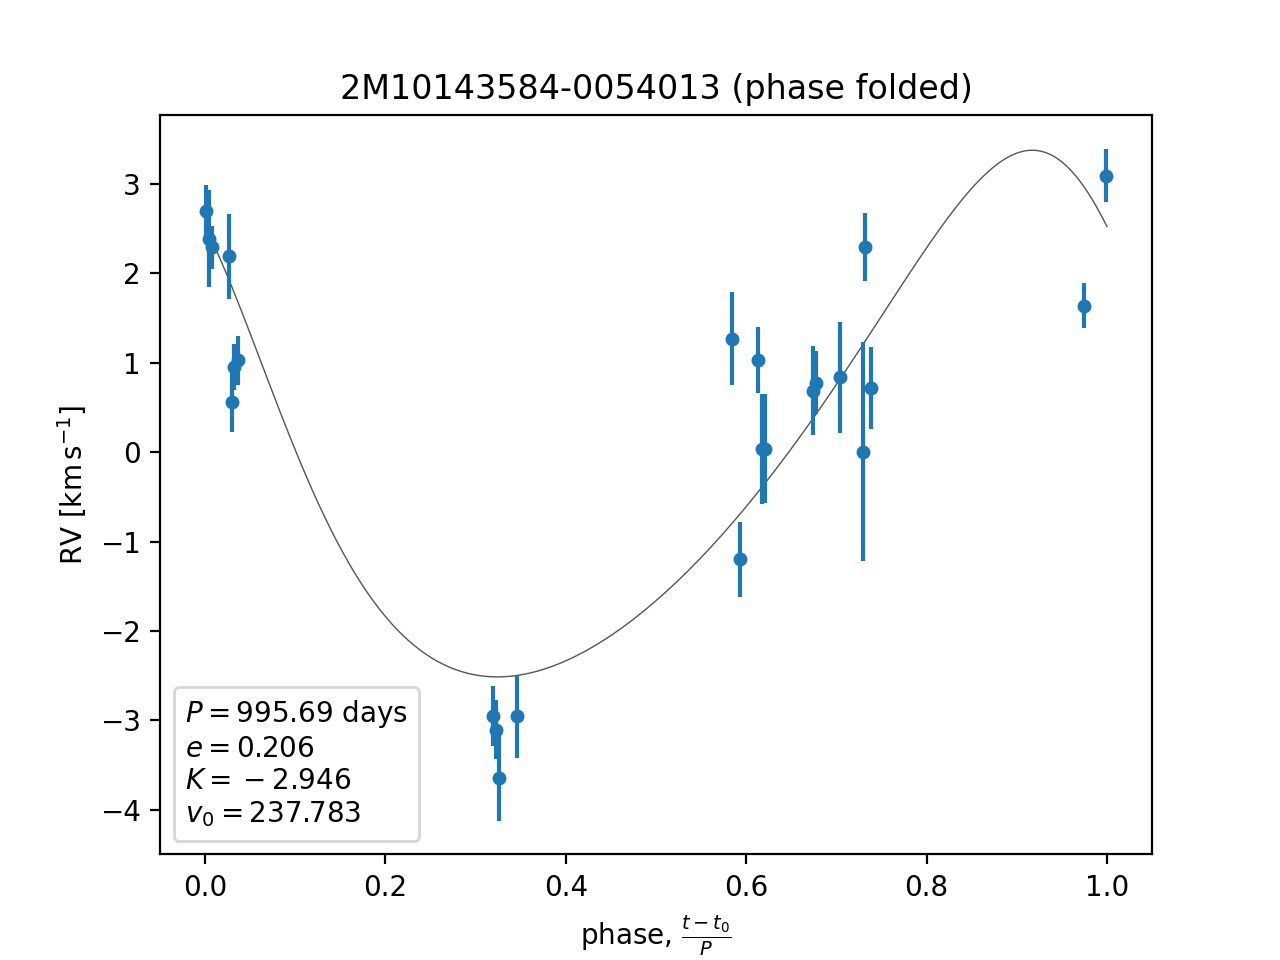 2M10143584-0054013 (phase folded)
3
2
1
0
−1
−2
−3
−4
RV [km s⁻¹]
P = 995.69 days
e = 0.206
K = −2.946
v₀ = 237.783
0.0 0.2 0.4 0.6 0.8 1.0
phase, (t − t₀)/P